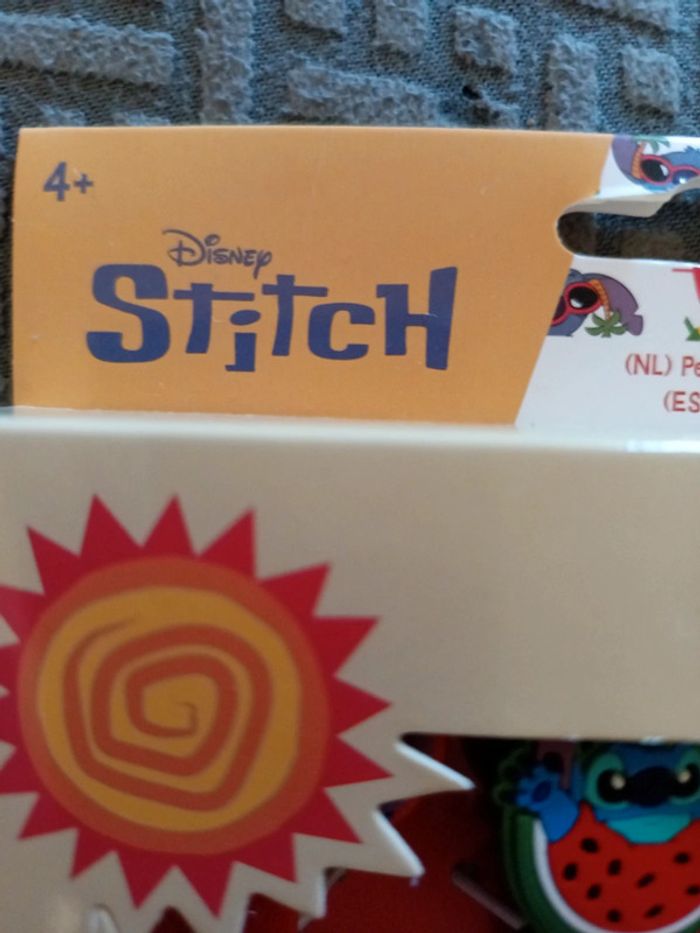 4+
Disney
Stitch
(NL)
(ES